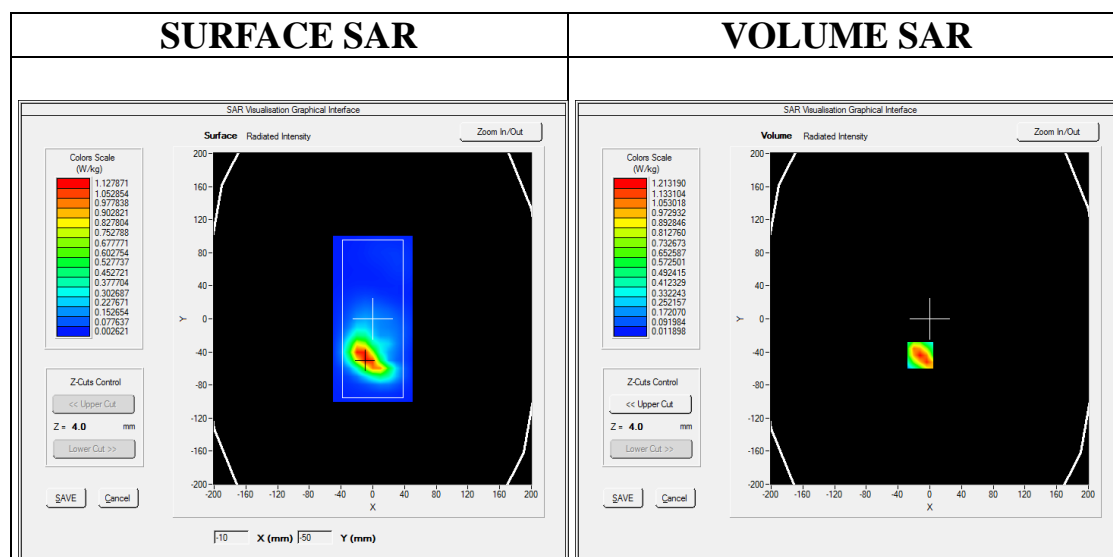 SURFACE SAR
VOLUME SAR
SAR Visualisation Graphical Interface
Surface Radiated Intensity
Zoom In/Out
Colors Scale
(W/kg)
1.127871
1.052854
0.977838
0.902821
0.827804
0.752788
0.677771
0.602754
0.527737
0.452721
0.377704
0.302687
0.227671
0.152654
0.077637
0.002621
Z-Cuts Control
<< Upper Cut
Z = 4.0 mm
Lower Cut >>
SAVE Cancel
200
160
120
80
40
0
-40
-80
-120
-160
-200
Y
-200 -160 -120 -80 -40 0 40 80 120 160 200
X
-10 X (mm) -50 Y (mm)
SAR Visualisation Graphical Interface
Volume Radiated Intensity
Zoom In/Out
Colors Scale
(W/kg)
1.213190
1.133104
1.053018
0.972932
0.892846
0.812760
0.732673
0.652587
0.572501
0.492415
0.412329
0.332243
0.252157
0.172070
0.091984
0.011898
Z-Cuts Control
<< Upper Cut
Z = 4.0 mm
Lower Cut >>
SAVE Cancel
200
160
120
80
40
0
-40
-80
-120
-160
-200
Y
-200 -160 -120 -80 -40 0 40 80 120 160 200
X